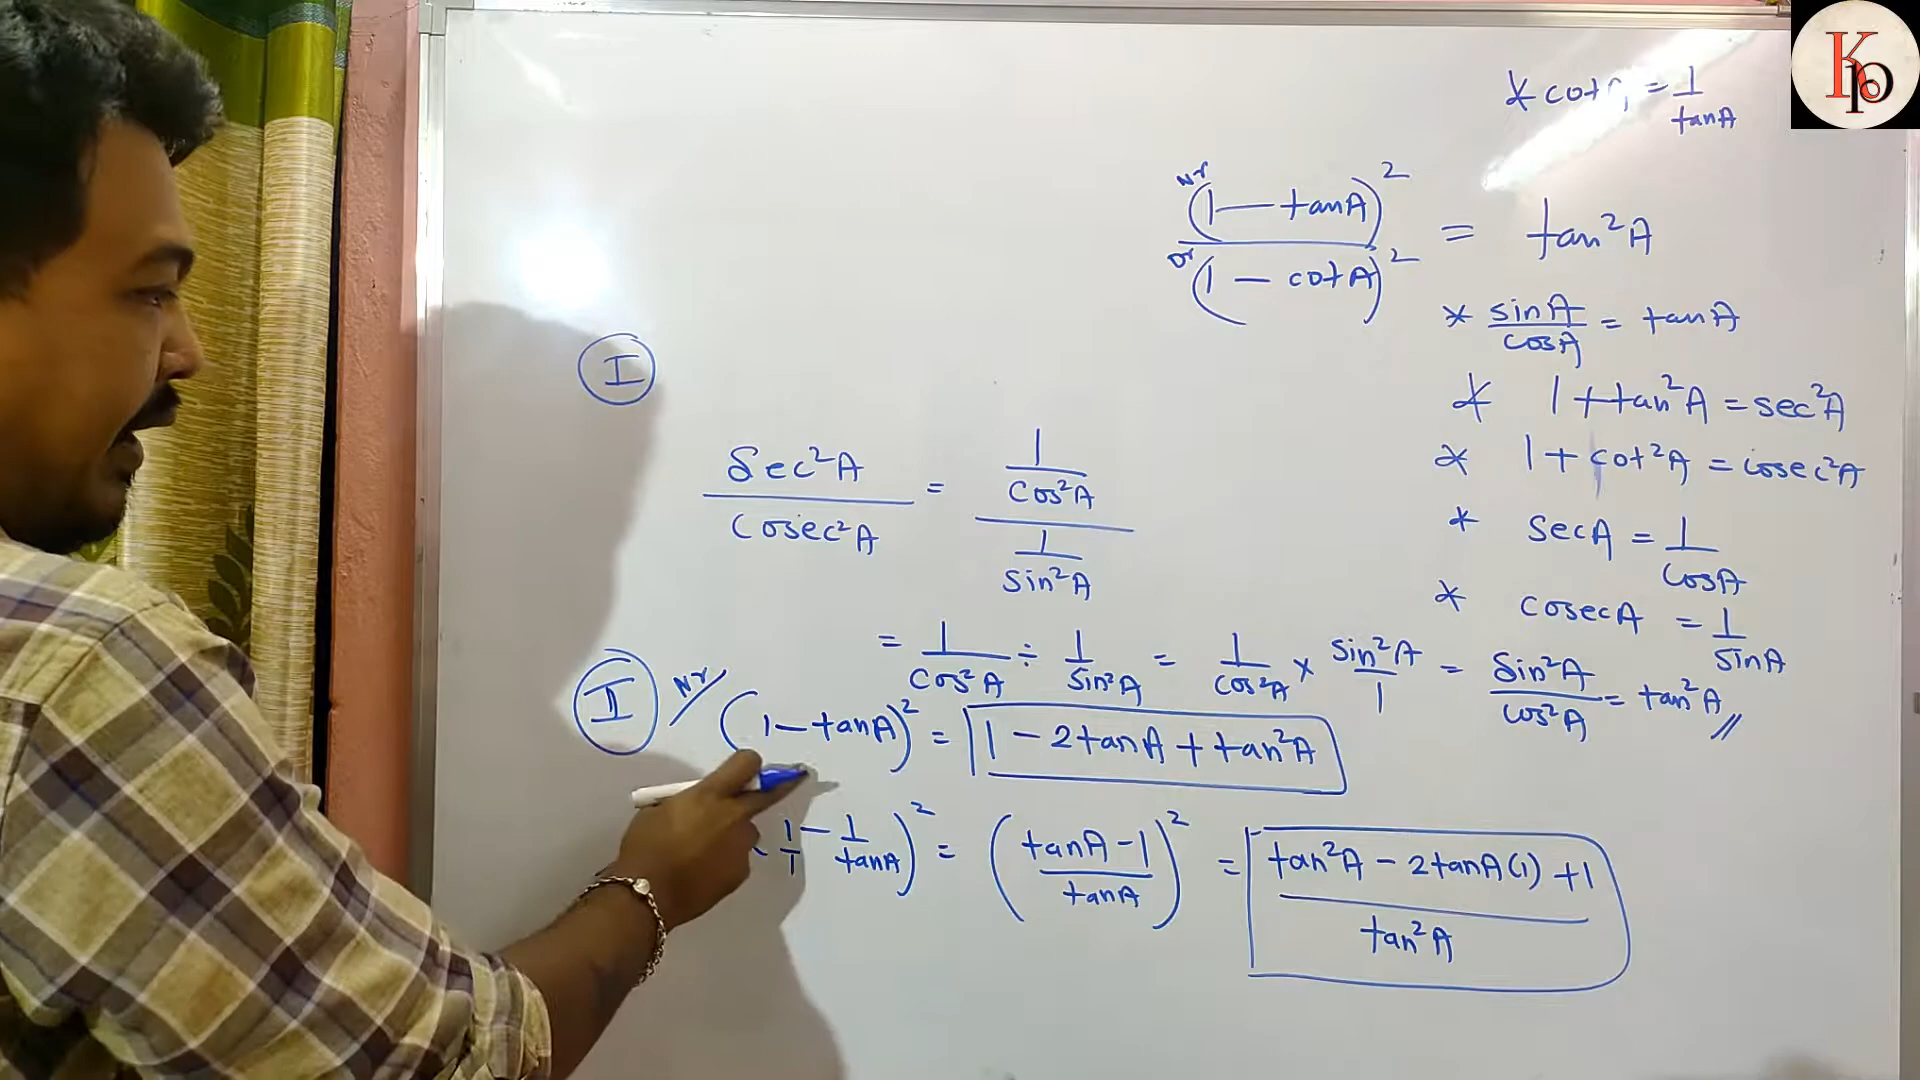 * cotA = 1/tanA
Nr (1 — tanA)² / Dr (1 — cotA)² = tan²A
* sinA/cosA = tanA
* 1 + tan²A = sec²A
* 1 + cot²A = cosec²A
* secA = 1/cosA
* cosecA = 1/sinA
I
sec²A / cosec²A = (1/cos²A) / (1/sin²A)
= 1/cos²A ÷ 1/sin²A = 1/cos²A × sin²A/1 = sin²A/cos²A = tan²A //
II Nr/ (1 — tanA)² = 1 - 2tanA + tan²A
1/1 - 1/tanA)² = (tanA - 1 / tanA)² = tan²A - 2tanA(1) + 1 / tan²A
KP